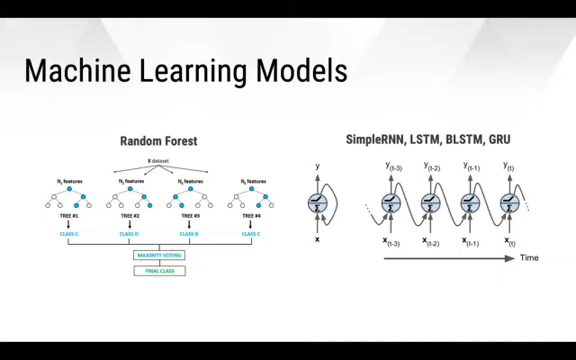 Machine Learning Models
Random Forest
X dataset
N₁ features N₂ features N₃ features N₄ features
TREE #1 TREE #2 TREE #3 TREE #4
CLASS C CLASS D CLASS B CLASS C
MAJORITY VOTING
FINAL CLASS
SimpleRNN, LSTM, BLSTM, GRU
y y(t-3) y(t-2) y(t-1) y(t)
Σ Σ Σ Σ Σ
x x(t-3) x(t-2) x(t-1) x(t)
Time